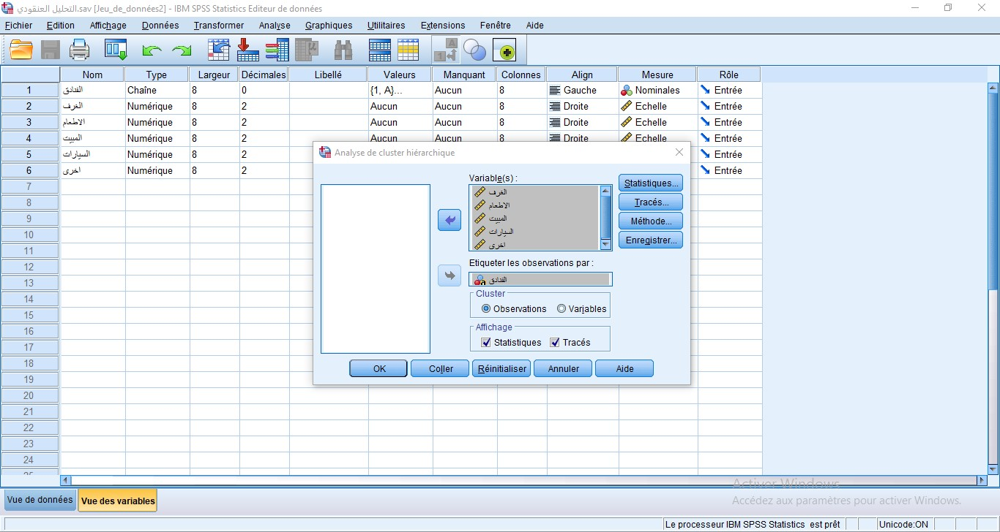 التحليل العنقودي.sav [Jeu_de_données2] - IBM SPSS Statistics Editeur de données
Fichier Edition Affichage Données Transformer Analyse Graphiques Utilitaires Extensions Fenêtre Aide
Nom Type Largeur Décimales Libellé Valeurs Manquant Colonnes Align Mesure Rôle
1 الفنادق Chaîne 8 0 {1, A}... Aucun 8 Gauche Nominales Entrée
2 الغرف Numérique 8 2 Aucun Aucun 8 Droite Echelle Entrée
3 الاطعام Numérique 8 2 Aucun Aucun 8 Droite Echelle Entrée
4 المبيت Numérique 8 2 Aucun Aucun 8 Droite Echelle Entrée
5 السيارات Numérique 8 2 Entrée
6 اخرى Numérique 8 2 Entrée
7
8
9
10
11
12
13
14
15
16
17
18
19
20
21
22
23
24
25
Analyse de cluster hiérarchique
Variable(s) :
الغرف
الاطعام
المبيت
السيارات
اخرى
Statistiques...
Tracés...
Méthode...
Enregistrer...
Etiqueter les observations par :
الفنادق
Cluster
Observations Variables
Affichage
Statistiques Tracés
OK Coller Réinitialiser Annuler Aide
Activer Windows
Accédez aux paramètres pour activer Windows.
Vue de données Vue des variables
Le processeur IBM SPSS Statistics est prêt Unicode:ON